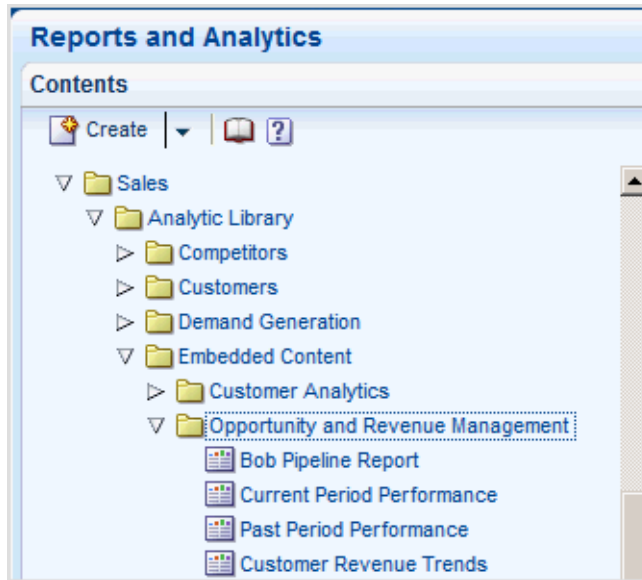 Reports and Analytics
Contents
Create
Sales
Analytic Library
Competitors
Customers
Demand Generation
Embedded Content
Customer Analytics
Opportunity and Revenue Management
Bob Pipeline Report
Current Period Performance
Past Period Performance
Customer Revenue Trends